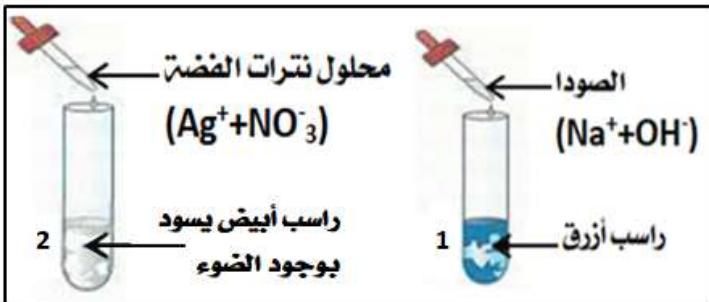 الصودا
(Na⁺+OH⁻)
راسب أزرق
1
محلول نترات الفضة
(Ag⁺+NO⁻₃)
راسب أبيض يسود
بوجود الضوء
2